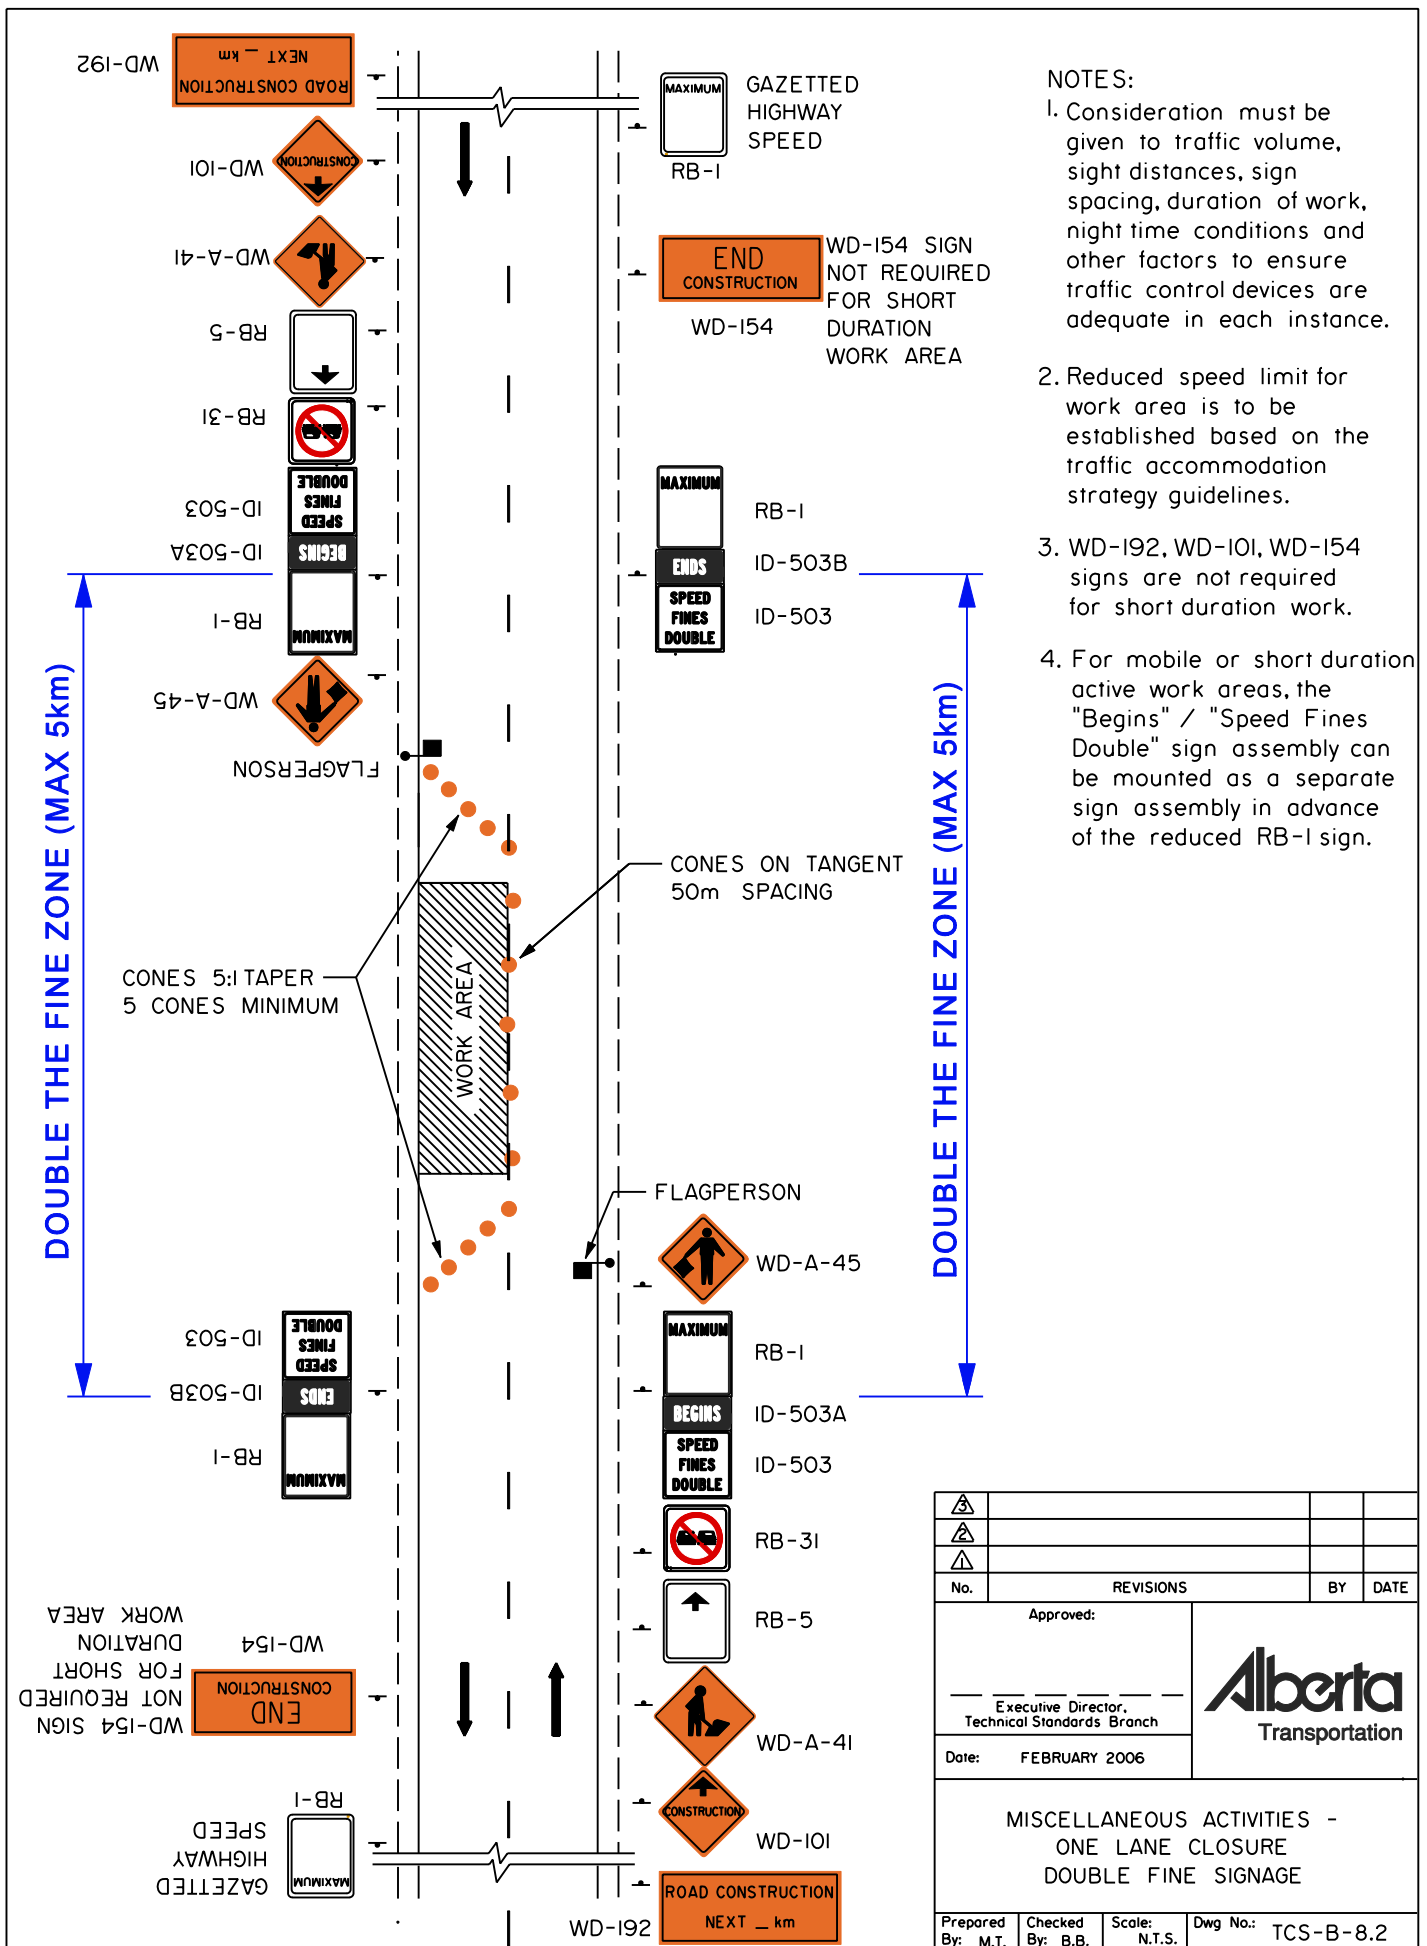 WD-192
ROAD CONSTRUCTION
NEXT _ km
WD-101
CONSTRUCTION
WD-A-41
RB-5
RB-31
ID-503
SPEED
FINES
DOUBLE
ID-503A
BEGINS
RB-1
MAXIMUM
WD-A-45
FLAGPERSON
DOUBLE THE FINE ZONE (MAX 5km)
CONES 5:1 TAPER
5 CONES MINIMUM
WORK AREA
ID-503
SPEED
FINES
DOUBLE
ID-503B
ENDS
RB-1
MAXIMUM
WD-154 SIGN
NOT REQUIRED
FOR SHORT
DURATION
WORK AREA
WD-154
END
CONSTRUCTION
RB-1
GAZETTED
HIGHWAY
SPEED
MAXIMUM
MAXIMUM
GAZETTED
HIGHWAY
SPEED
RB-1
END
CONSTRUCTION
WD-154
WD-154 SIGN
NOT REQUIRED
FOR SHORT
DURATION
WORK AREA
MAXIMUM
RB-1
ENDS
ID-503B
SPEED
FINES
DOUBLE
ID-503
DOUBLE THE FINE ZONE (MAX 5km)
CONES ON TANGENT
50m SPACING
FLAGPERSON
WD-A-45
MAXIMUM
RB-1
BEGINS
ID-503A
SPEED
FINES
DOUBLE
ID-503
RB-31
RB-5
WD-A-41
CONSTRUCTION
WD-101
WD-192
ROAD CONSTRUCTION
NEXT _ km
NOTES:
1. Consideration must be
given to traffic volume,
sight distances, sign
spacing, duration of work,
night time conditions and
other factors to ensure
traffic control devices are
adequate in each instance.
2. Reduced speed limit for
work area is to be
established based on the
traffic accommodation
strategy guidelines.
3. WD-192, WD-101, WD-154
signs are not required
for short duration work.
4. For mobile or short duration
active work areas, the
"Begins" / "Speed Fines
Double" sign assembly can
be mounted as a separate
sign assembly in advance
of the reduced RB-1 sign.
3
2
1
No. REVISIONS BY DATE
Approved:
Executive Director,
Technical Standards Branch
Date: FEBRUARY 2006
Alberta
Transportation
MISCELLANEOUS ACTIVITIES -
ONE LANE CLOSURE
DOUBLE FINE SIGNAGE
Prepared By: M.T.
Checked By: B.B.
Scale: N.T.S.
Dwg No.: TCS-B-8.2